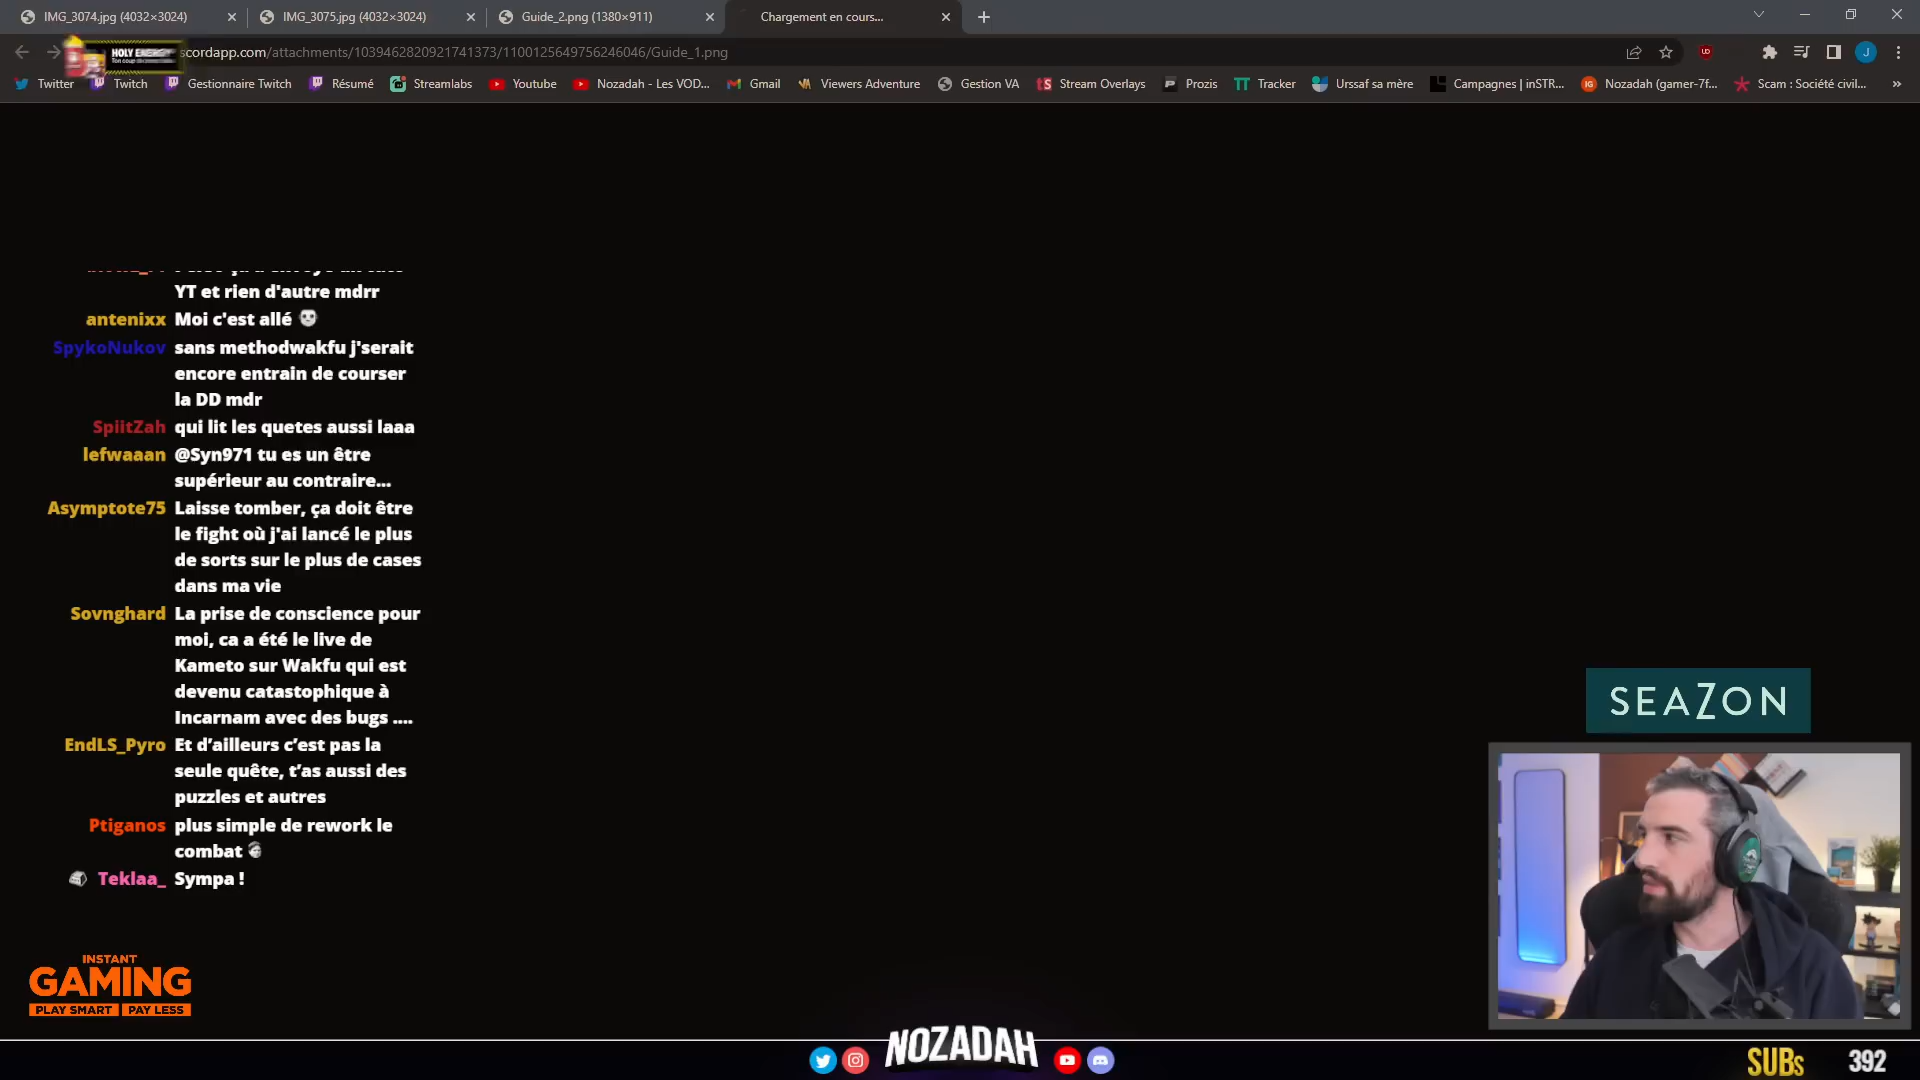 IMG_3074.jpg (4032×3024)
IMG_3075.jpg (4032×3024)
Guide_2.png (1380×911)
Chargement en cours...
HOLY ENERGY
scordapp.com/attachments/1039462820921741373/1100125649756246046/Guide_1.png
J
Twitter
Twitch
Gestionnaire Twitch
Résumé
Streamlabs
Youtube
Nozadah - Les VOD...
Gmail
Viewers Adventure
Gestion VA
Stream Overlays
Prozis
Tracker
Urssaf sa mère
Campagnes | inSTR...
Nozadah (gamer-7f...
Scam : Société civil...
YT et rien d'autre mdrr
antenixx Moi c'est allé
SpykoNukov sans methodwakfu j'serait
encore entrain de courser
la DD mdr
SpiitZah qui lit les quetes aussi laaa
lefwaaan @Syn971 tu es un être
supérieur au contraire...
Asymptote75 Laisse tomber, ça doit être
le fight où j'ai lancé le plus
de sorts sur le plus de cases
dans ma vie
Sovnghard La prise de conscience pour
moi, ca a été le live de
Kameto sur Wakfu qui est
devenu catastophique à
Incarnam avec des bugs ....
EndLS_Pyro Et d’ailleurs c’est pas la
seule quête, t’as aussi des
puzzles et autres
Ptiganos plus simple de rework le
combat
Teklaa_ Sympa !
SEAZON
INSTANT
GAMING
PLAY SMART PAY LESS
NOZADAH
SUBs 392